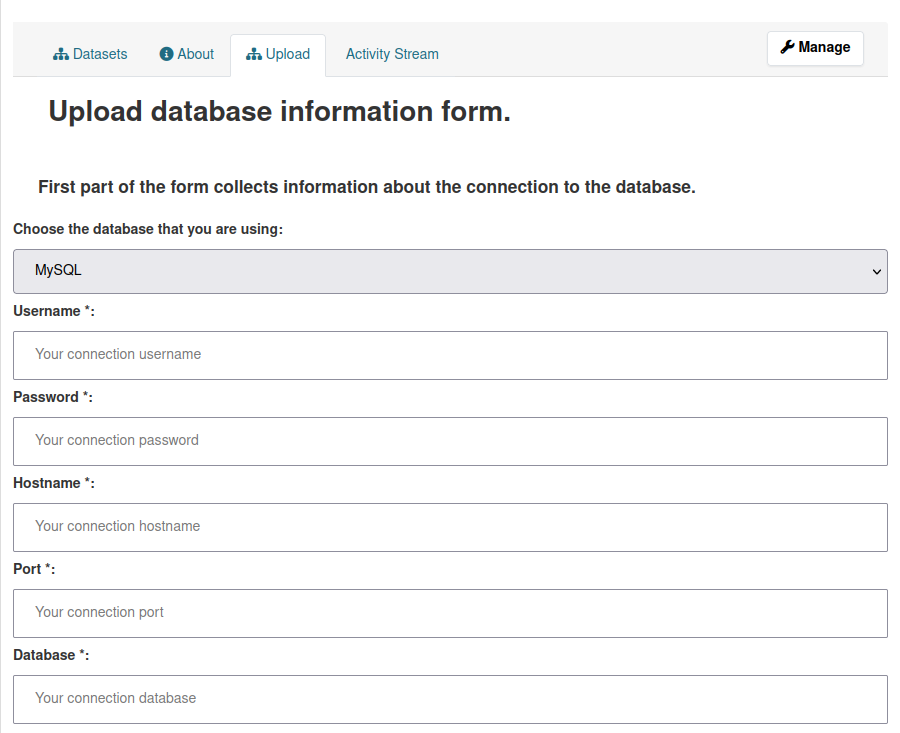 Datasets About Upload Activity Stream Manage
Upload database information form.
First part of the form collects information about the connection to the database.
Choose the database that you are using:
MySQL
Username *:
Your connection username
Password *:
Your connection password
Hostname *:
Your connection hostname
Port *:
Your connection port
Database *:
Your connection database